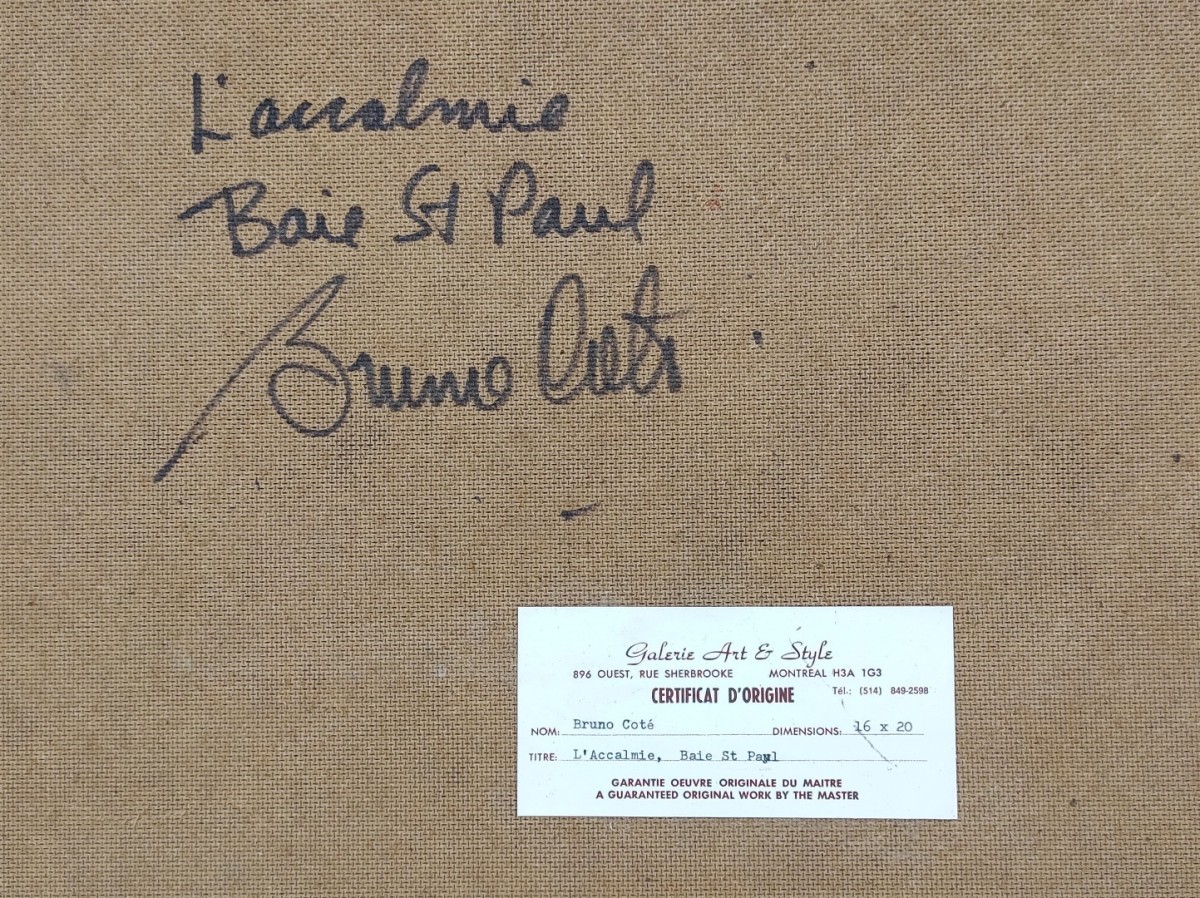 L'accalmie
Baie St Paul
Bruno Coté
Galerie Art & Style
896 OUEST, RUE SHERBROOKE MONTRÉAL H3A 1G3
CERTIFICAT D'ORIGINE Tél.: (514) 849-2598
NOM: Bruno Coté DIMENSIONS: 16 x 20
TITRE: L'Accalmie, Baie St Paul
GARANTIE OEUVRE ORIGINALE DU MAITRE
A GUARANTEED ORIGINAL WORK BY THE MASTER